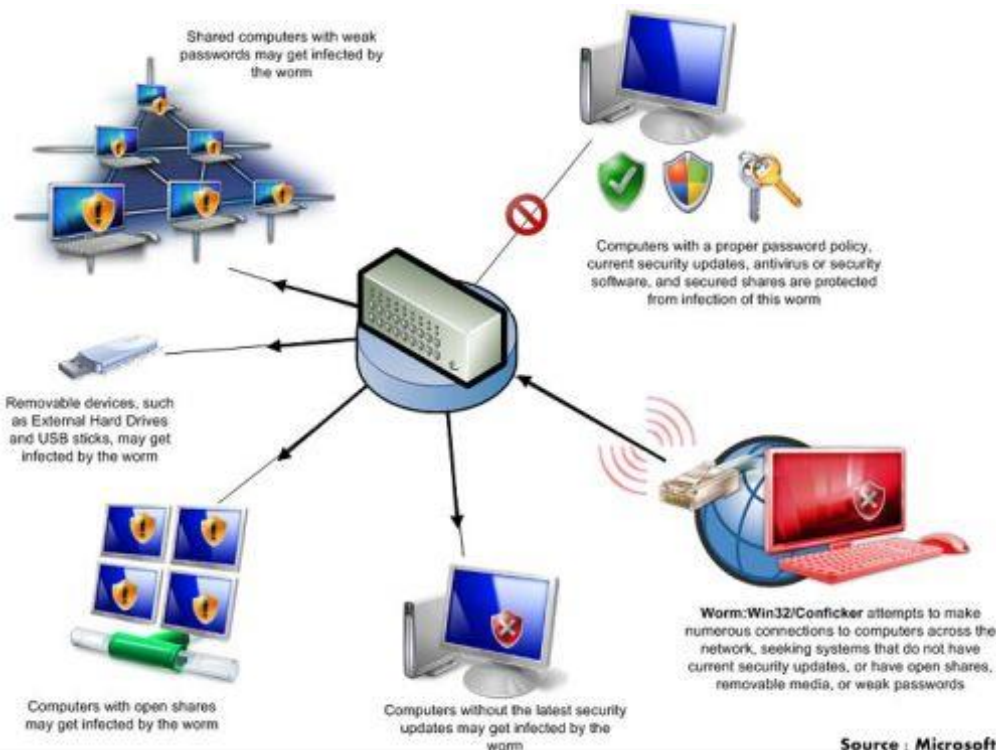 Shared computers with weak
passwords may get infected by
the worm
Computers with a proper password policy,
current security updates, antivirus or security
software, and secured shares are protected
from infection of this worm
Removable devices, such
as External Hard Drives
and USB sticks, may get
infected by the worm
Worm:Win32/Conficker attempts to make
numerous connections to computers across the
network, seeking systems that do not have
current security updates, or have open shares,
removable media, or weak passwords
Computers with open shares
may get infected by the worm
Computers without the latest security
updates may get infected by the
worm
Source : Microsoft